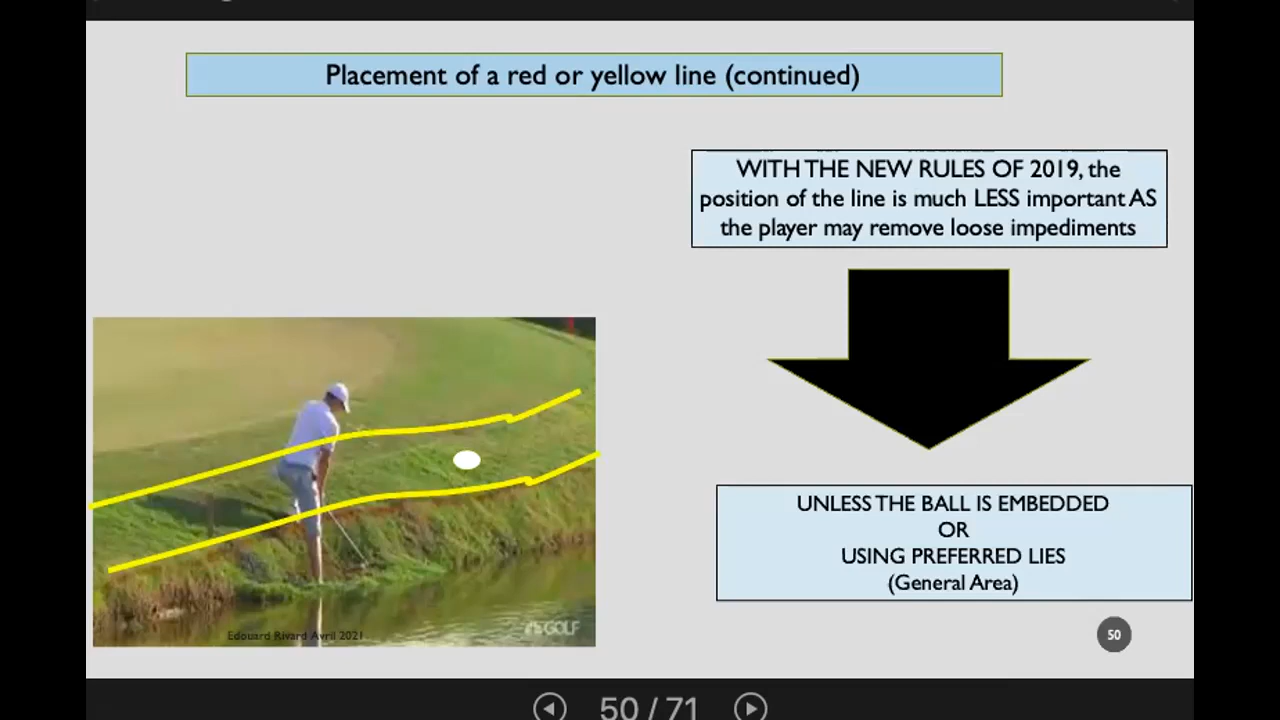 Placement of a red or yellow line (continued)
WITH THE NEW RULES OF 2019, the
position of the line is much LESS important AS
the player may remove loose impediments
UNLESS THE BALL IS EMBEDDED
OR
USING PREFERRED LIES
(General Area)
Edouard Rivard Avril 2021
GOLF
50
50 / 71